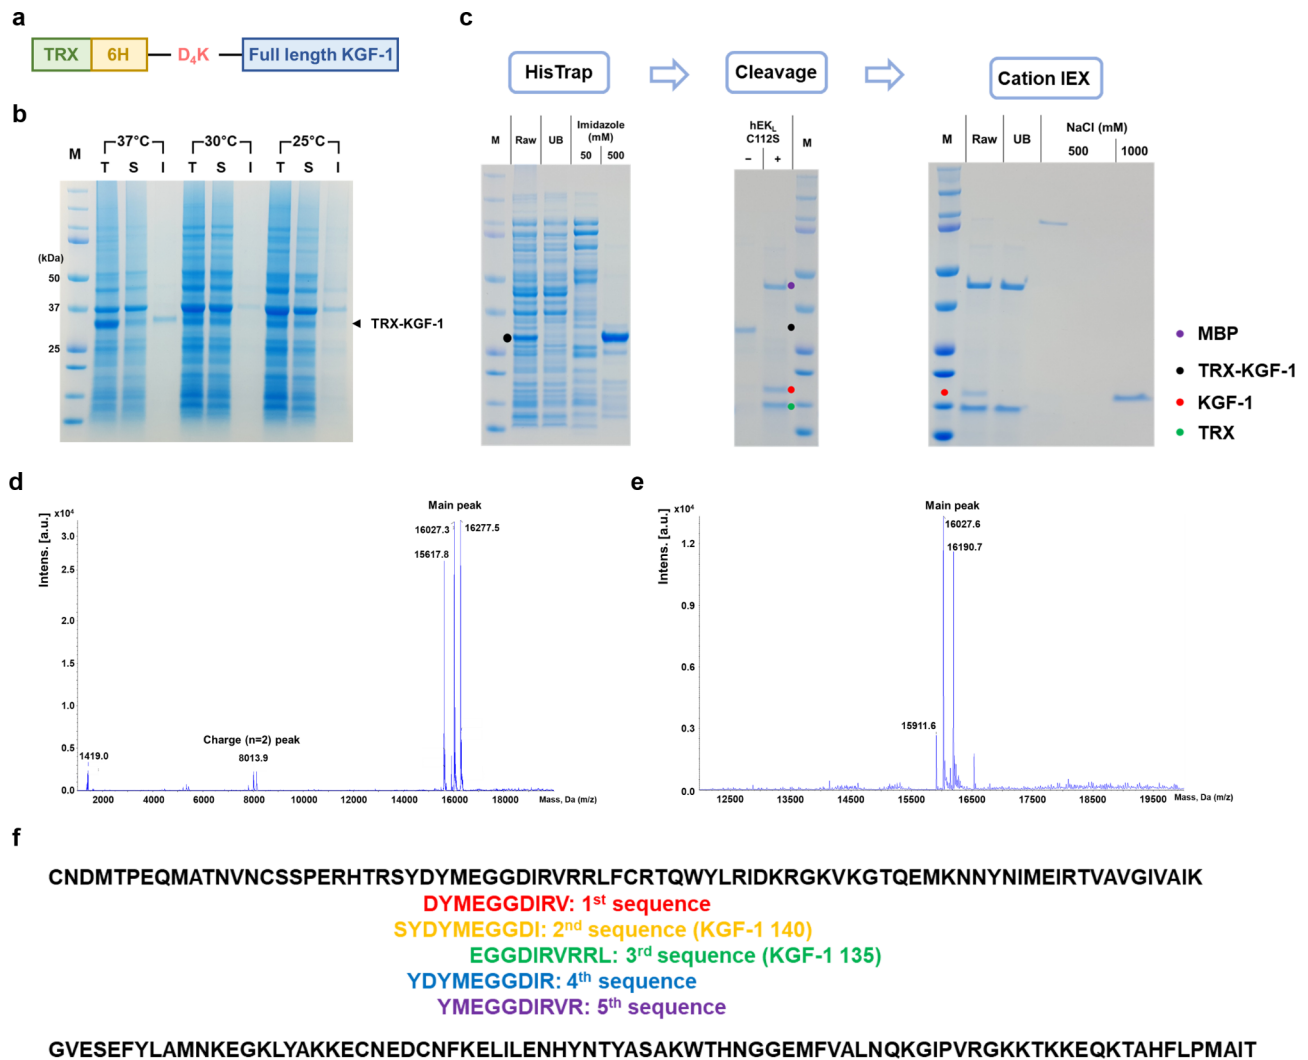 a
TRX 6H D4K Full length KGF-1
b
37°C 30°C 25°C
M T S I T S I T S I
(kDa)
50
37
25
TRX-KGF-1
c
HisTrap Cleavage Cation IEX
M Raw UB Imidazole (mM)
50 500
hEKL C112S
− + M
M Raw UB NaCl (mM)
500 1000
MBP
TRX-KGF-1
KGF-1
TRX
d
Main peak
x10⁴
16027.3 16277.5
15617.8
Intens. [a.u.]
3.0
2.5
2.0
1.5
1.0
0.5
0.0
Charge (n=2) peak
1419.0 8013.9
2000 4000 6000 8000 10000 12000 14000 16000 18000 Mass, Da (m/z)
e
Main peak
x10⁴
16027.6
16190.7
15911.6
Intens. [a.u.]
1.2
0.9
0.6
0.3
0.0
12500 13500 14500 15500 16500 17500 18500 19500 Mass, Da (m/z)
f
CNDMTPEQMATNVNCSSPERHTRSYDYMEGGDIRVRRLFCRTQWYLRIDKRGKVKGTQEMKNNYNIMEIRTVAVGIVAIK
DYMEGGDIRV: 1st sequence
SYDYMEGGDI: 2nd sequence (KGF-1 140)
EGGDIRVRRL: 3rd sequence (KGF-1 135)
YDYMEGGDIR: 4th sequence
YMEGGDIRVR: 5th sequence
GVESEFYLAMNKEGKLYAKKECNEDCNFKELILENHYNTYASAKWTHNGGEMFVALNQKGIPVRGKKTKKEQKTAHFLPMAIT